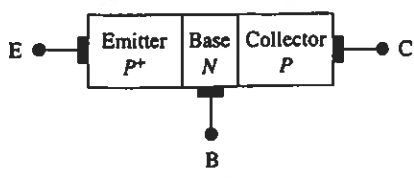 Emitter Base Collector
E P⁺ N P C
B